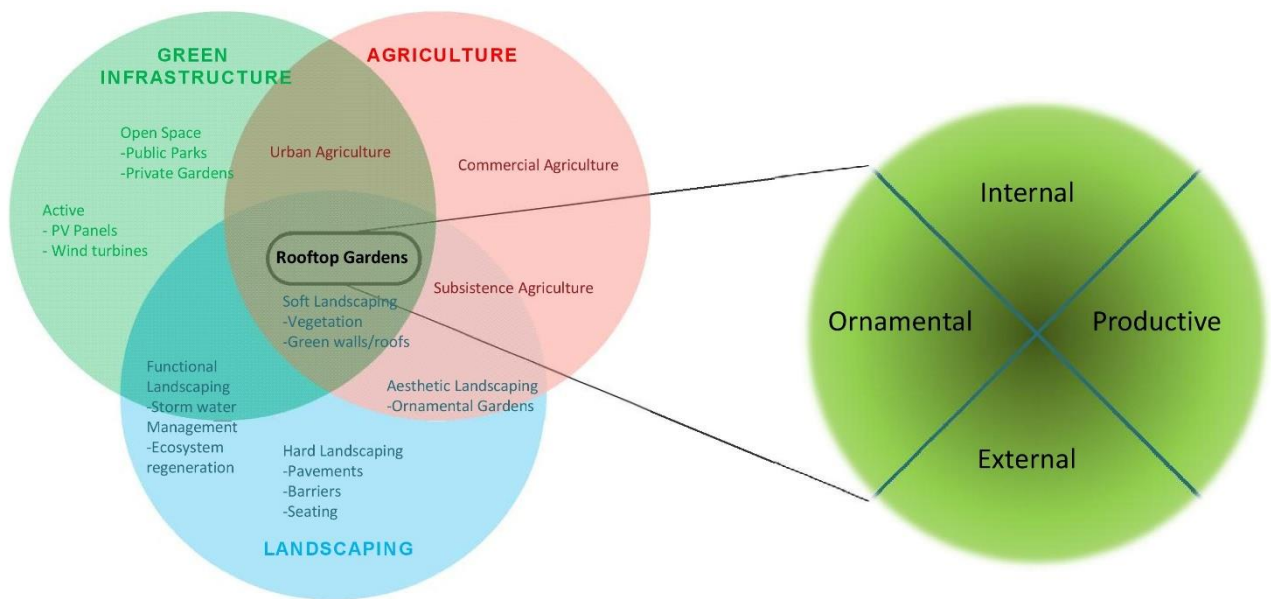 GREEN
INFRASTRUCTURE
AGRICULTURE
Open Space
-Public Parks
-Private Gardens
Urban Agriculture
Commercial Agriculture
Active
- PV Panels
- Wind turbines
Rooftop Gardens
Subsistence Agriculture
Soft Landscaping
-Vegetation
-Green walls/roofs
Functional
Landscaping
-Storm water
Management
-Ecosystem
regeneration
Aesthetic Landscaping
-Ornamental Gardens
Hard Landscaping
-Pavements
-Barriers
-Seating
LANDSCAPING
Internal
Ornamental
Productive
External